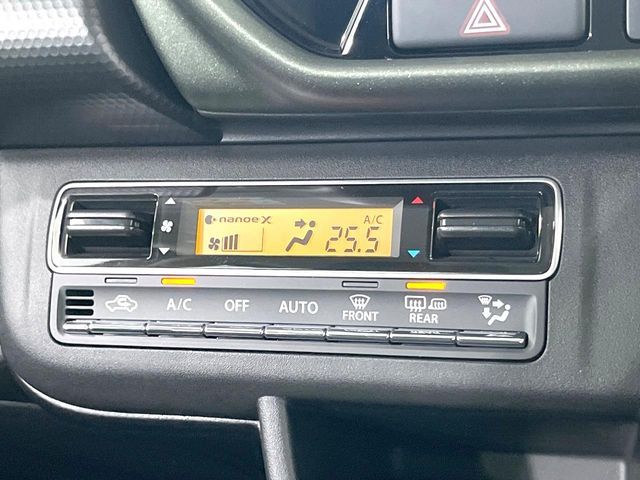 nanoe X A/C
25.5
A/C OFF AUTO FRONT REAR